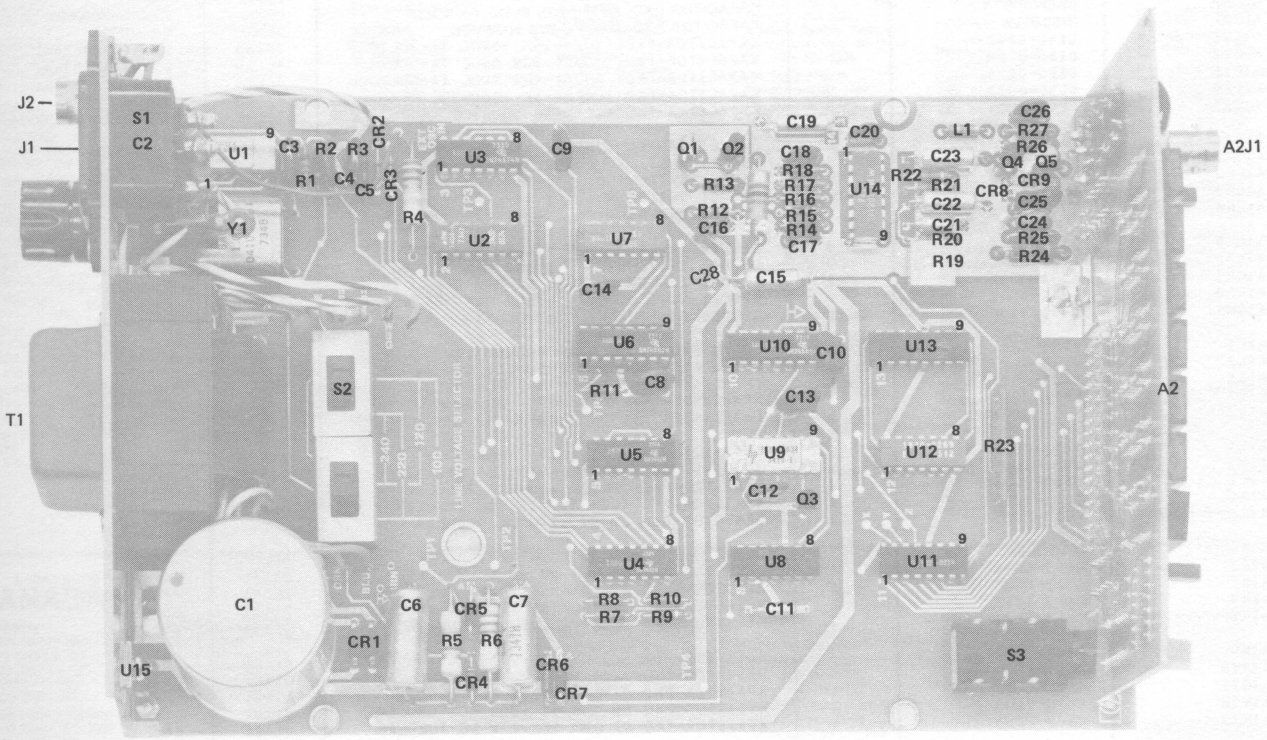 C26
C19
CR2
J2
S1
C20
L1
R27
9
8
R26
J1
C2
U1
C3
R2
R3
U3
C9
Q1
Q2
C18
1
C23
Q4
Q5
A2J1
R18
R22
1
R1
C4
C5
CR3
R13
R17
U14
R21
CR8
CR9
R16
C22
C25
R4
R12
R15
Y1
8
8
C16
R14
C21
C24
U2
U7
C17
9
R20
R25
1
1
R19
R24
C28
C15
C14
9
9
9
U6
U10
C10
U13
1
1
1
S2
R11
C8
A2
C13
T1
240
220
120
100
LINE VOLTAGE SELECTOR
8
9
8
U5
U9
U12
R23
1
1
1
C12
Q3
TP1
TP2
8
8
9
U4
U8
U11
1
1
1
C1
C6
CR5
C7
R8
R10
C11
R7
R9
CR1
R5
R6
S3
U15
CR6
CR4
CR7
TP4